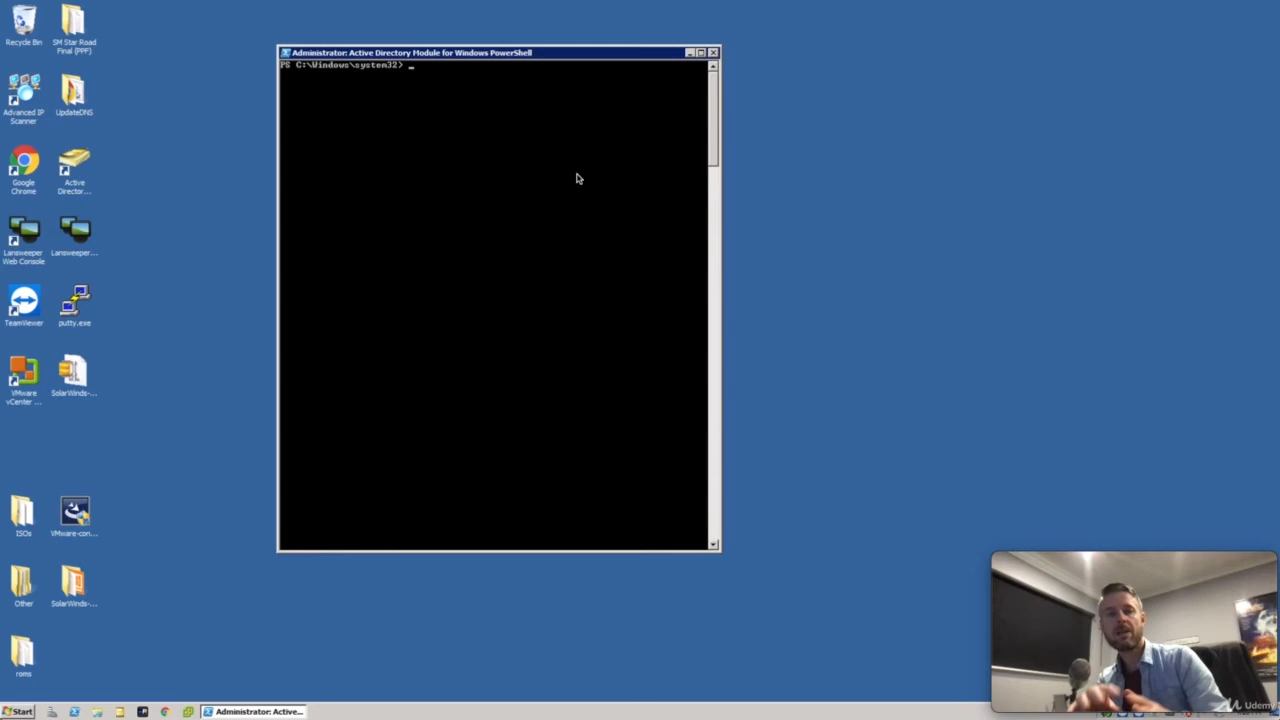 Recycle Bin
SM Star Road
Final (PPF)
Advanced IP
Scanner
UpdateDNS
Google
Chrome
Active
Director...
Lansweeper
Web Console
Lansweeper...
TeamViewer
putty.exe
VMware
vCenter ...
SolarWinds-...
ISOs
VMware-con...
Other
SolarWinds-...
roms
Administrator: Active Directory Module for Windows PowerShell
PS C:\Windows\system32> _
Start
Administrator: Active...
Udemy